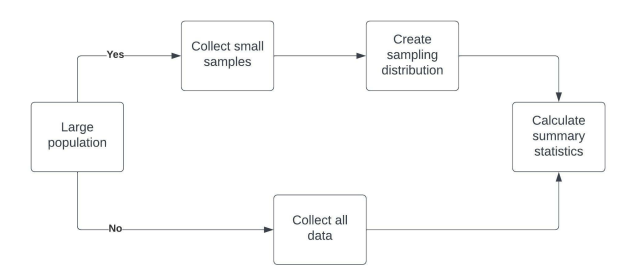 Yes
Collect small
samples
Create
sampling
distribution
Large
population
Calculate
summary
statistics
No
Collect all
data